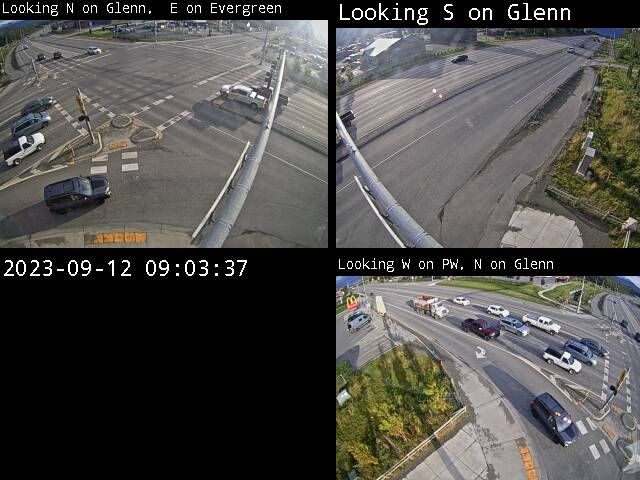 Looking N on Glenn,  E on Evergreen
Looking S on Glenn
2023-09-12 09:03:37
Looking W on PW, N on Glenn